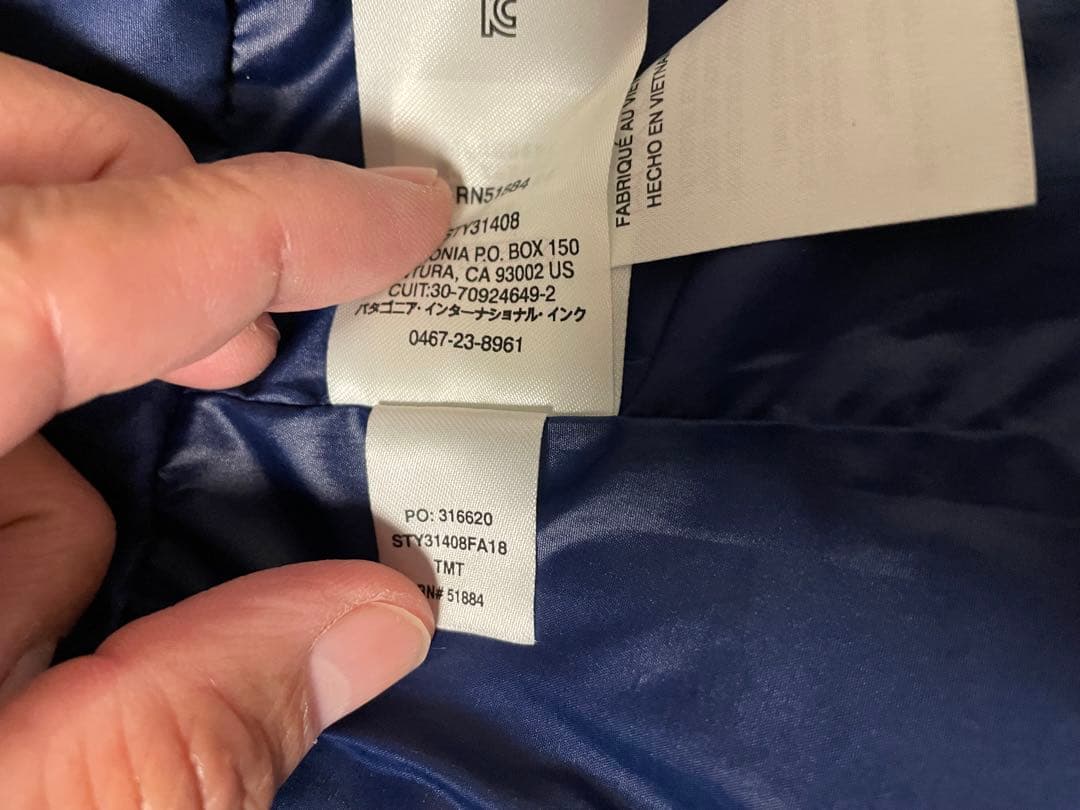 RN51884
STY31408
ONIA P.O. BOX 150
TURA, CA 93002 US
CUIT:30-70924649-2
パタゴニア・インターナショナル・インク
0467-23-8961
FABRIQUÉ AU VIE
HECHO EN VIETNA
PO: 316620
STY31408FA18
TMT
RN# 51884